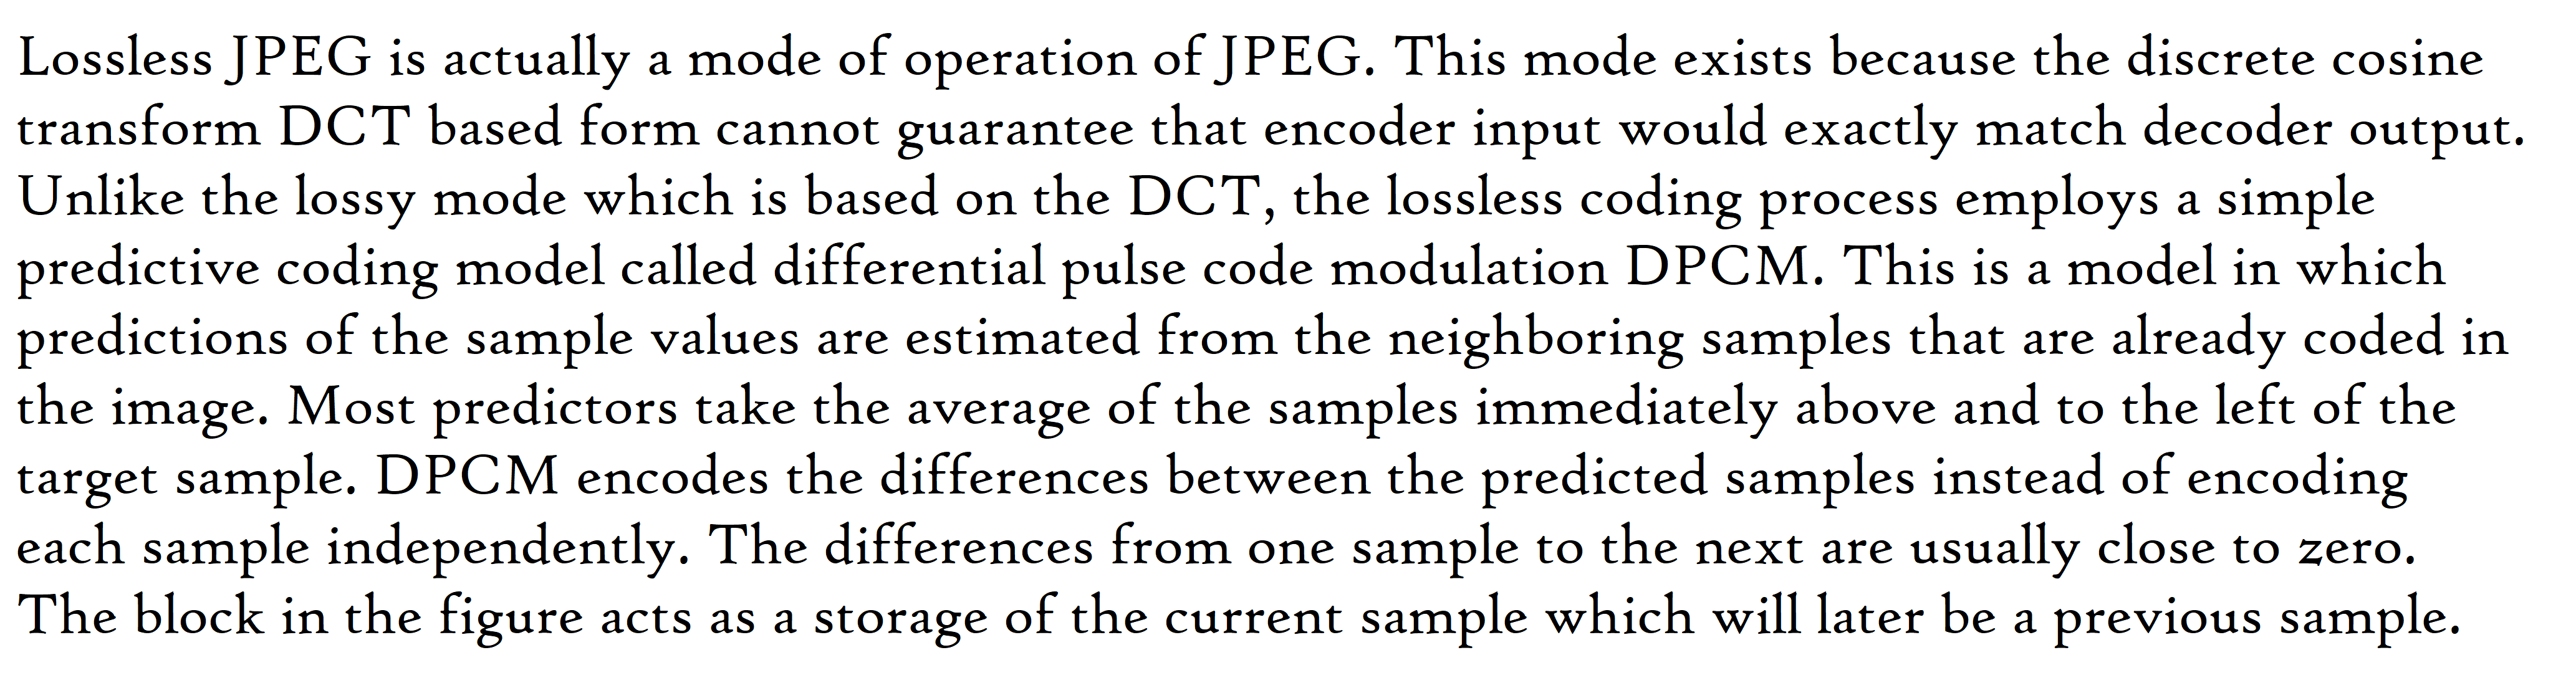 Lossless JPEG is actually a mode of operation of JPEG. This mode exists because the discrete cosine
transform DCT based form cannot guarantee that encoder input would exactly match decoder output.
Unlike the lossy mode which is based on the DCT, the lossless coding process employs a simple
predictive coding model called differential pulse code modulation DPCM. This is a model in which
predictions of the sample values are estimated from the neighboring samples that are already coded in
the image. Most predictors take the average of the samples immediately above and to the left of the
target sample. DPCM encodes the differences between the predicted samples instead of encoding
each sample independently. The differences from one sample to the next are usually close to zero.
The block in the figure acts as a storage of the current sample which will later be a previous sample.